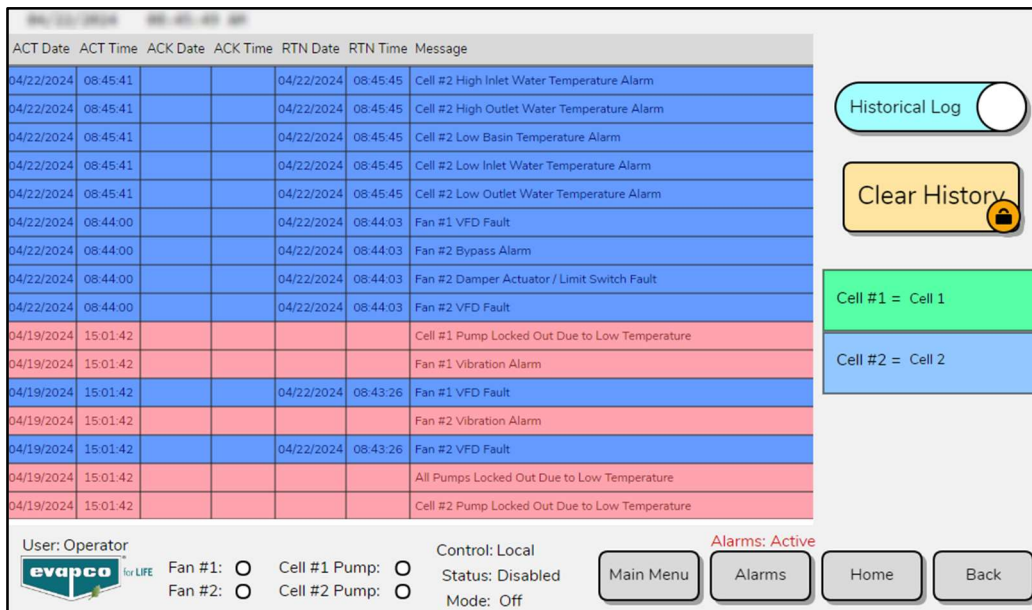 ACT Date ACT Time ACK Date ACK Time RTN Date RTN Time Message
04/22/2024 08:45:41 04/22/2024 08:45:45 Cell #2 High Inlet Water Temperature Alarm
04/22/2024 08:45:41 04/22/2024 08:45:45 Cell #2 High Outlet Water Temperature Alarm
04/22/2024 08:45:41 04/22/2024 08:45:45 Cell #2 Low Basin Temperature Alarm
04/22/2024 08:45:41 04/22/2024 08:45:45 Cell #2 Low Inlet Water Temperature Alarm
04/22/2024 08:45:41 04/22/2024 08:45:45 Cell #2 Low Outlet Water Temperature Alarm
04/22/2024 08:44:00 04/22/2024 08:44:03 Fan #1 VFD Fault
04/22/2024 08:44:00 04/22/2024 08:44:03 Fan #2 Bypass Alarm
04/22/2024 08:44:00 04/22/2024 08:44:03 Fan #2 Damper Actuator / Limit Switch Fault
04/22/2024 08:44:00 04/22/2024 08:44:03 Fan #2 VFD Fault
04/19/2024 15:01:42 Cell #1 Pump Locked Out Due to Low Temperature
04/19/2024 15:01:42 Fan #1 Vibration Alarm
04/19/2024 15:01:42 04/22/2024 08:43:26 Fan #1 VFD Fault
04/19/2024 15:01:42 Fan #2 Vibration Alarm
04/19/2024 15:01:42 04/22/2024 08:43:26 Fan #2 VFD Fault
04/19/2024 15:01:42 All Pumps Locked Out Due to Low Temperature
04/19/2024 15:01:42 Cell #2 Pump Locked Out Due to Low Temperature
Historical Log
Clear History
Cell #1 = Cell 1
Cell #2 = Cell 2
User: Operator
evapco for LIFE
Fan #1:
Fan #2:
Cell #1 Pump:
Cell #2 Pump:
Control: Local
Status: Disabled
Mode: Off
Alarms: Active
Main Menu
Alarms
Home
Back